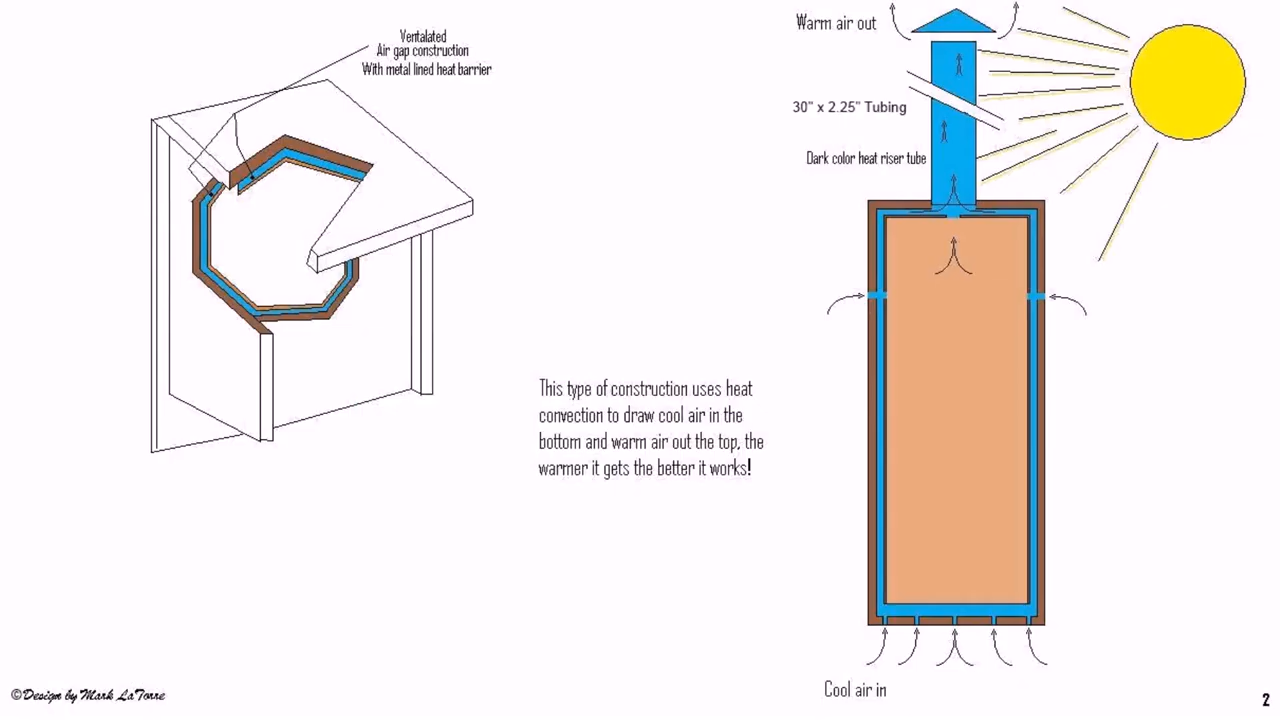 Ventalated
Air gap construction
With metal lined heat barrier
Warm air out
30" x 2.25" Tubing
Dark color heat riser tube
This type of construction uses heat
convection to draw cool air in the
bottom and warm air out the top, the
warmer it gets the better it works!
Cool air in
©Design by Mark LaTorre
2